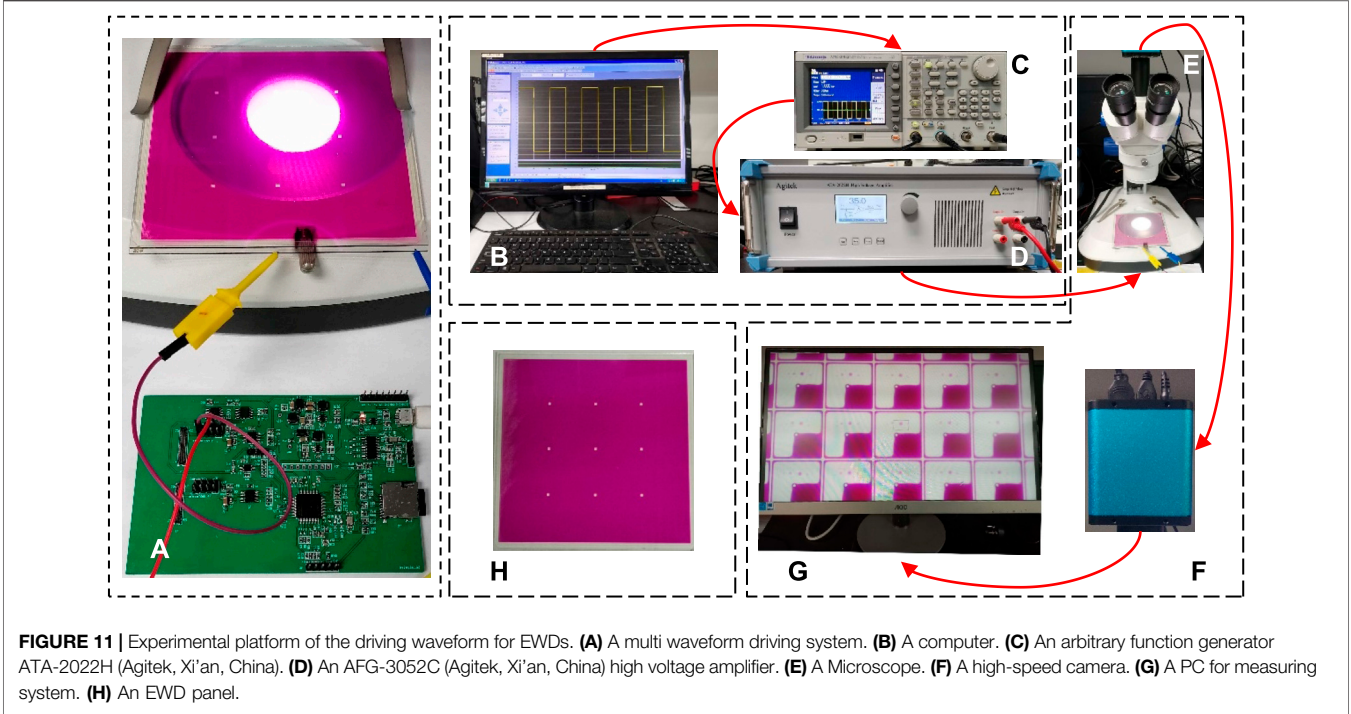 A
B
Tektronix
C
Agitek
D
E
H
AOC
G
F
FIGURE 11 | Experimental platform of the driving waveform for EWDs. (A) A multi waveform driving system. (B) A computer. (C) An arbitrary function generator
ATA-2022H (Agitek, Xi'an, China). (D) An AFG-3052C (Agitek, Xi'an, China) high voltage amplifier. (E) A Microscope. (F) A high-speed camera. (G) A PC for measuring
system. (H) An EWD panel.